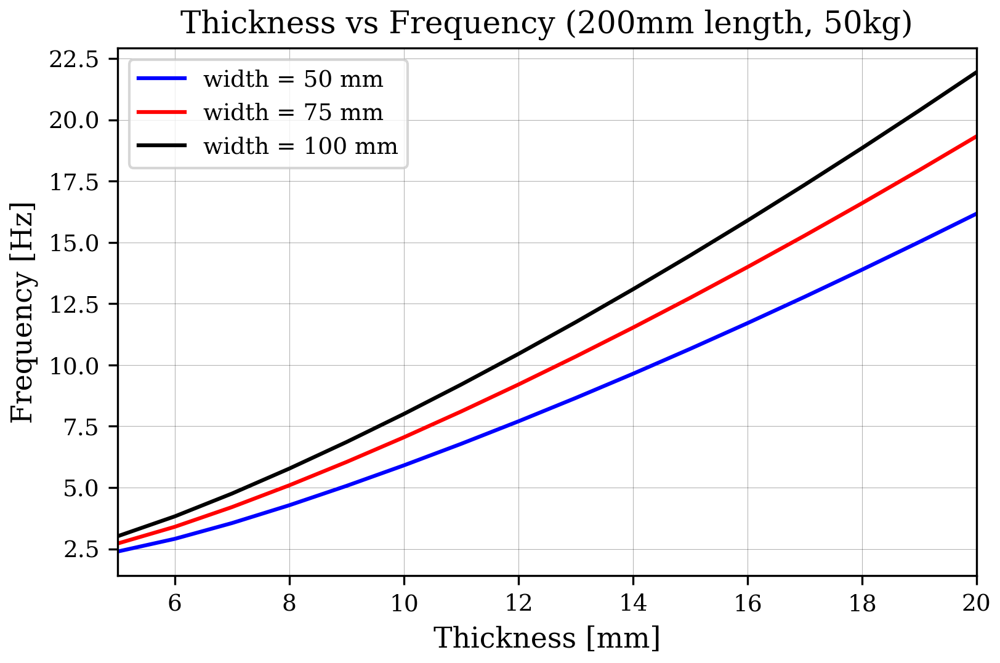 Thickness vs Frequency (200mm length, 50kg)
22.5
20.0
17.5
15.0
12.5
10.0
7.5
5.0
2.5
Frequency [Hz]
width = 50 mm
width = 75 mm
width = 100 mm
6 8 10 12 14 16 18 20
Thickness [mm]